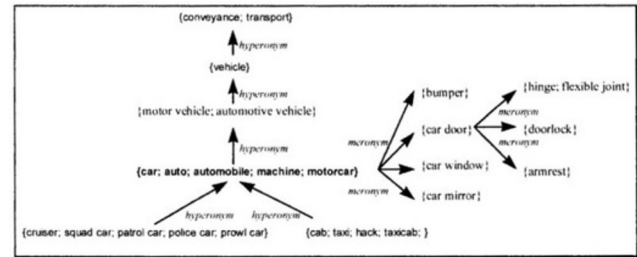 {conveyance; transport}
hyperonym
{vehicle}
hyperonym
{motor vehicle; automotive vehicle}
hyperonym
{car; auto; automobile; machine; motorcar}
hyperonym hyperonym
{cruiser; squad car; patrol car; police car; prowl car}
{cab; taxi; hack; taxicab; }
{bumper}
meronym
{car door}
{car window}
meronym
{car mirror}
{hinge; flexible joint}
meronym
{doorlock}
meronym
{armrest}